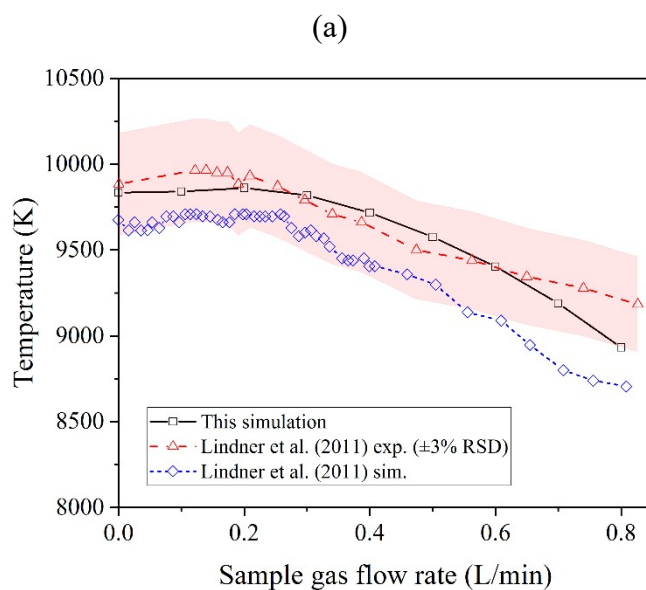 (a)
10500
10000
9500
9000
8500
8000
Temperature (K)
This simulation
Lindner et al. (2011) exp. (±3% RSD)
Lindner et al. (2011) sim.
0.0 0.2 0.4 0.6 0.8
Sample gas flow rate (L/min)